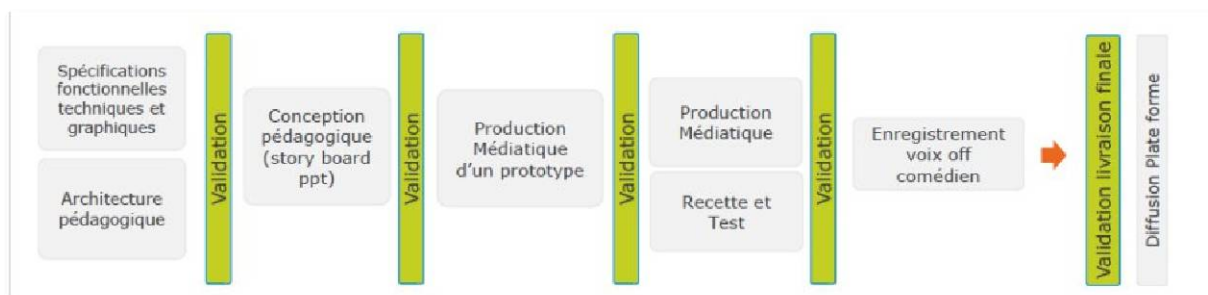 Spécifications
fonctionnelles
techniques et
graphiques
Architecture
pédagogique
Validation
Conception
pédagogique
(story board
ppt)
Validation
Production
Médiatique
d'un prototype
Validation
Production
Médiatique
Recette et
Test
Validation
Enregistrement
voix off
comédien
Validation livraison finale
Diffusion Plate forme